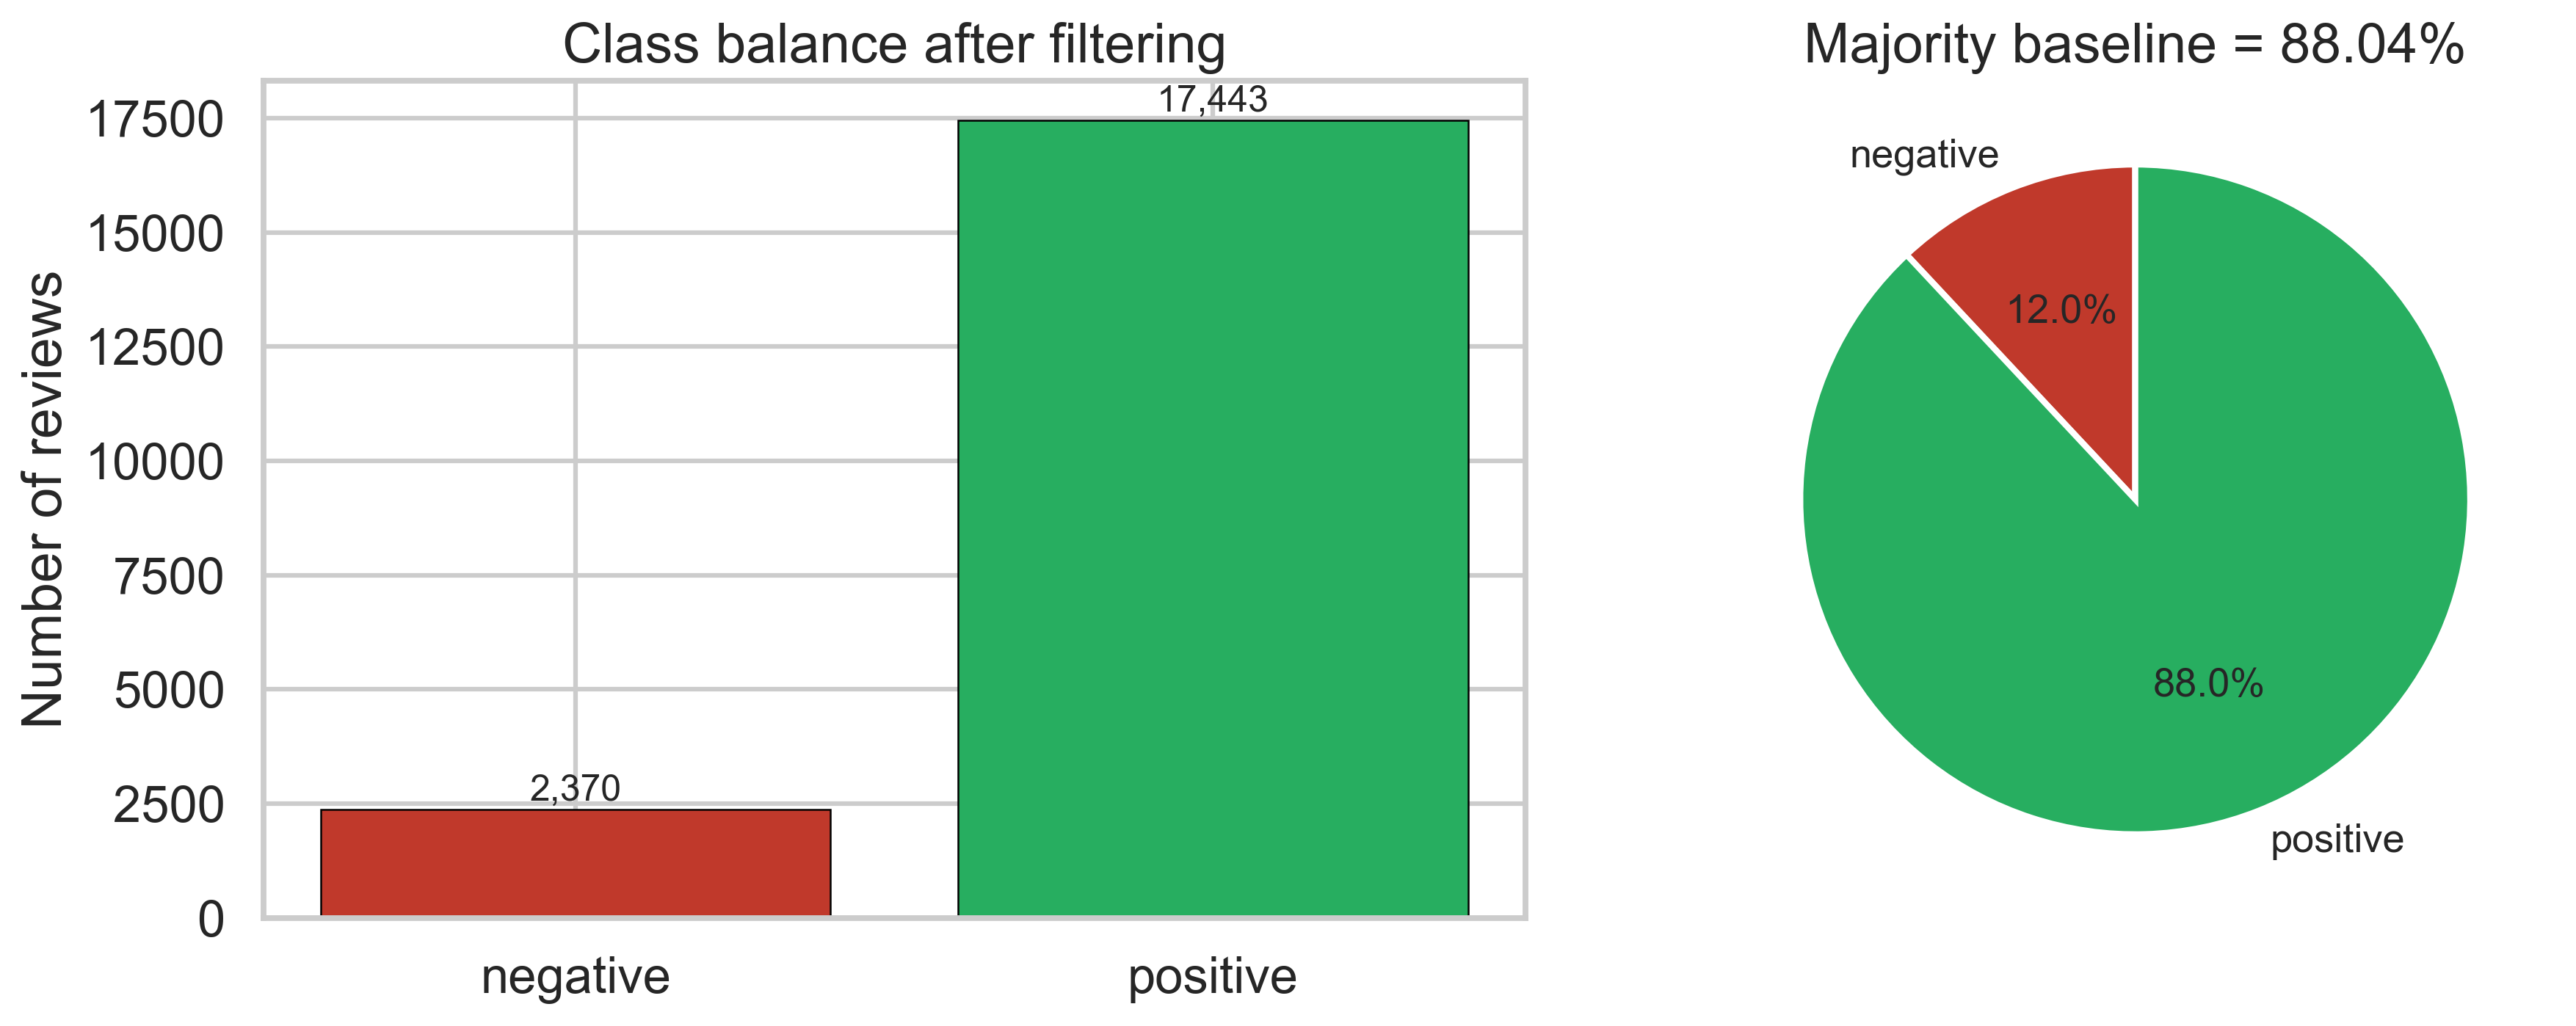 Class balance after filtering
Number of reviews
17500
15000
12500
10000
7500
5000
2500
0
2,370
17,443
negative
positive
Majority baseline = 88.04%
negative
12.0%
88.0%
positive